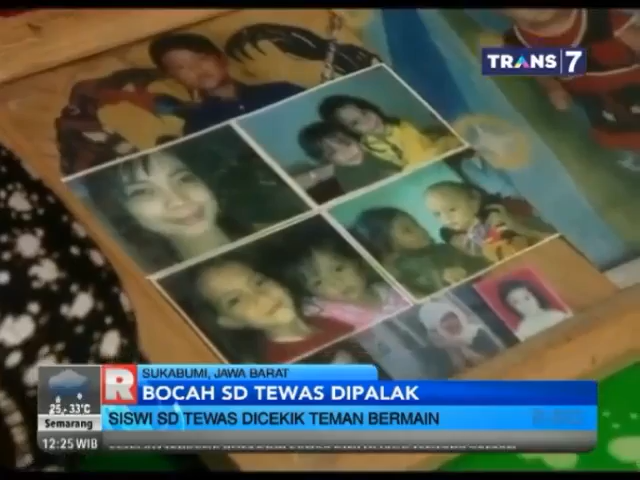 TRANS 7
SUKABUMI, JAWA BARAT
R BOCAH SD TEWAS DIPALAK
SISWI SD TEWAS DICEKIK TEMAN BERMAIN
25 - 33°C
Semarang
12:25 WIB